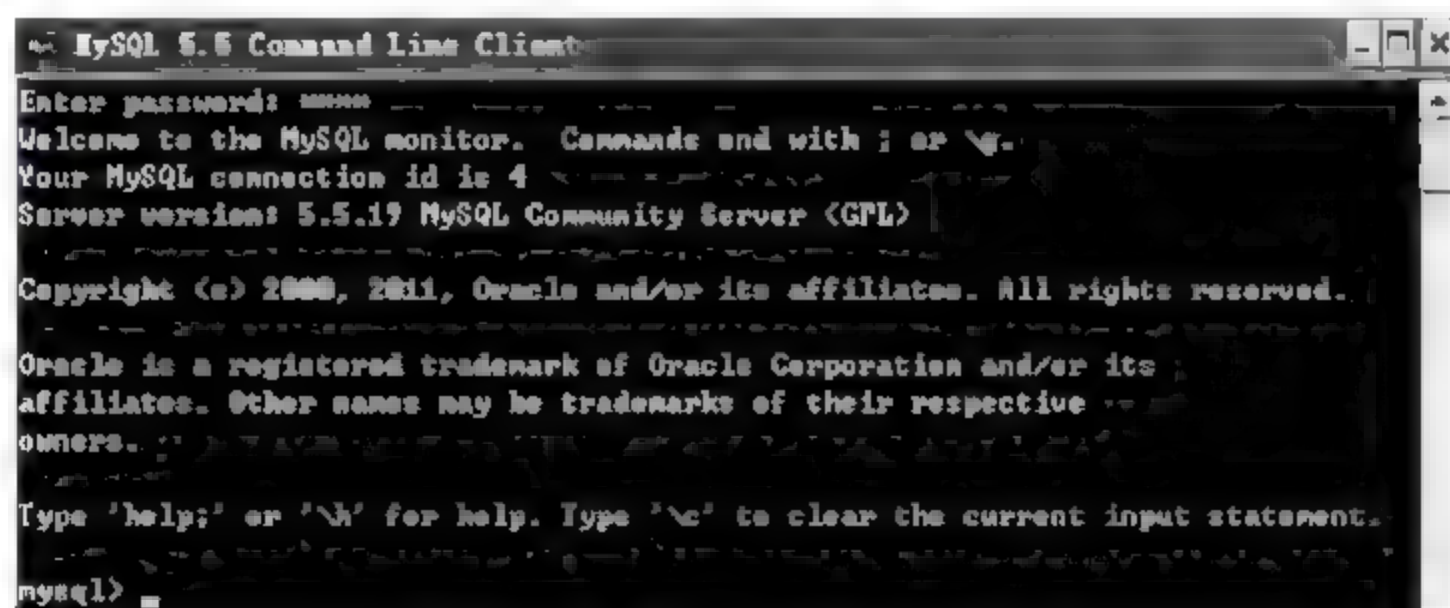 MySQL 5.5 Command Line Client
Enter password: ****
Welcome to the MySQL monitor.  Commands end with ; or \g.
Your MySQL connection id is 4
Server version: 5.5.19 MySQL Community Server (GPL)
Copyright (c) 2000, 2011, Oracle and/or its affiliates. All rights reserved.
Oracle is a registered trademark of Oracle Corporation and/or its
affiliates. Other names may be trademarks of their respective
owners.
Type 'help;' or '\h' for help. Type '\c' to clear the current input statement.
mysql> _